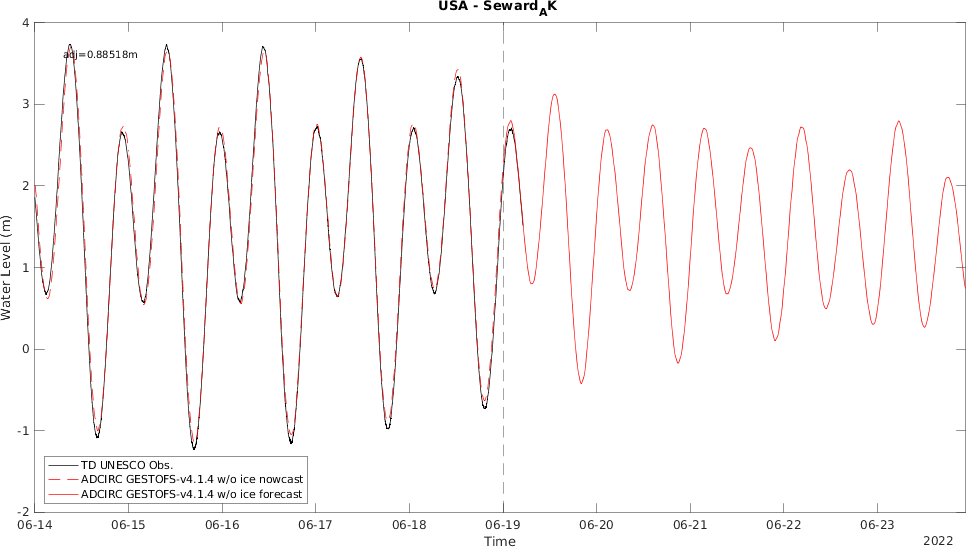 USA - Seward_AK
adj=0.88518m
4
3
2
1
0
-1
-2
Water Level (m)
TD UNESCO Obs.
ADCIRC GESTOFS-v4.1.4 w/o ice nowcast
ADCIRC GESTOFS-v4.1.4 w/o ice forecast
06-14 06-15 06-16 06-17 06-18 06-19 06-20 06-21 06-22 06-23
Time
2022